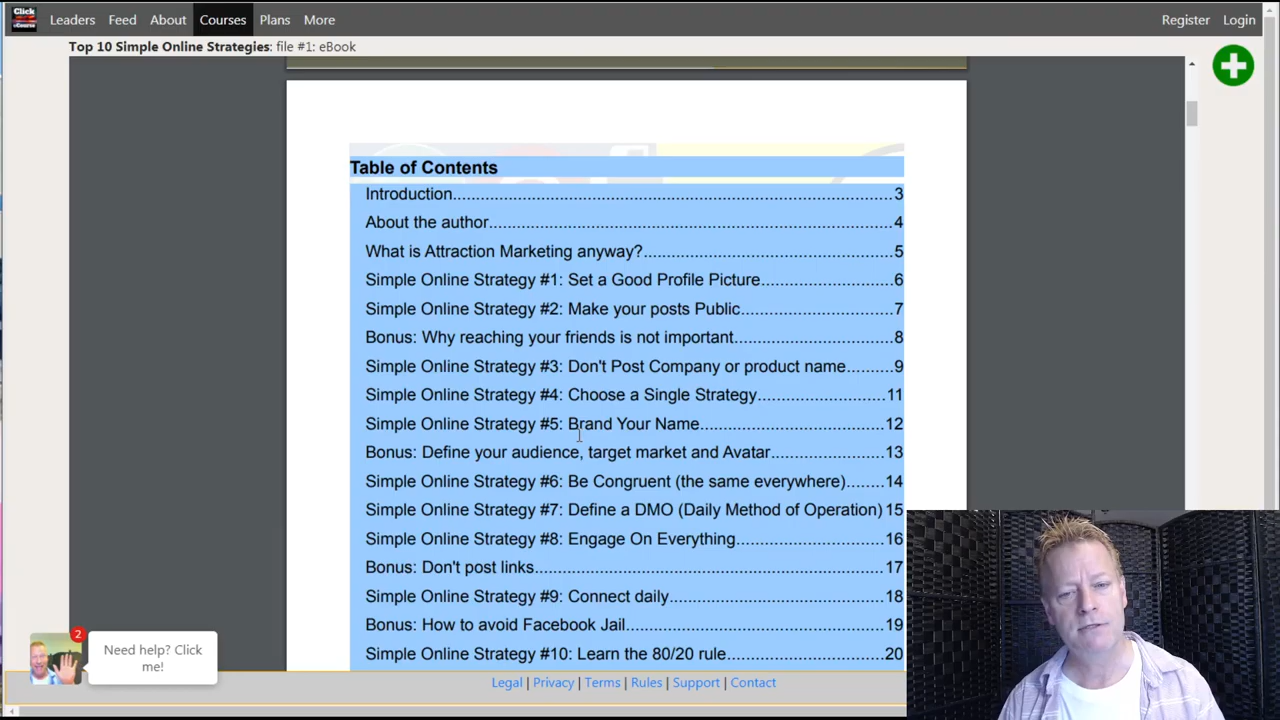 Click
eCourse
Leaders Feed About Courses Plans More Register Login
Top 10 Simple Online Strategies: file #1: eBook
Table of Contents
Introduction..........................................................................................3
About the author..................................................................................4
What is Attraction Marketing anyway?..................................................5
Simple Online Strategy #1: Set a Good Profile Picture..........................6
Simple Online Strategy #2: Make your posts Public..............................7
Bonus: Why reaching your friends is not important................................8
Simple Online Strategy #3: Don't Post Company or product name..........9
Simple Online Strategy #4: Choose a Single Strategy..........................11
Simple Online Strategy #5: Brand Your Name.....................................12
Bonus: Define your audience, target market and Avatar.......................13
Simple Online Strategy #6: Be Congruent (the same everywhere)........14
Simple Online Strategy #7: Define a DMO (Daily Method of Operation) 15
Simple Online Strategy #8: Engage On Everything..............................16
Bonus: Don't post links.......................................................................17
Simple Online Strategy #9: Connect daily...........................................18
Bonus: How to avoid Facebook Jail.....................................................19
Simple Online Strategy #10: Learn the 80/20 rule................................20
2
Need help? Click
me!
Legal | Privacy | Terms | Rules | Support | Contact